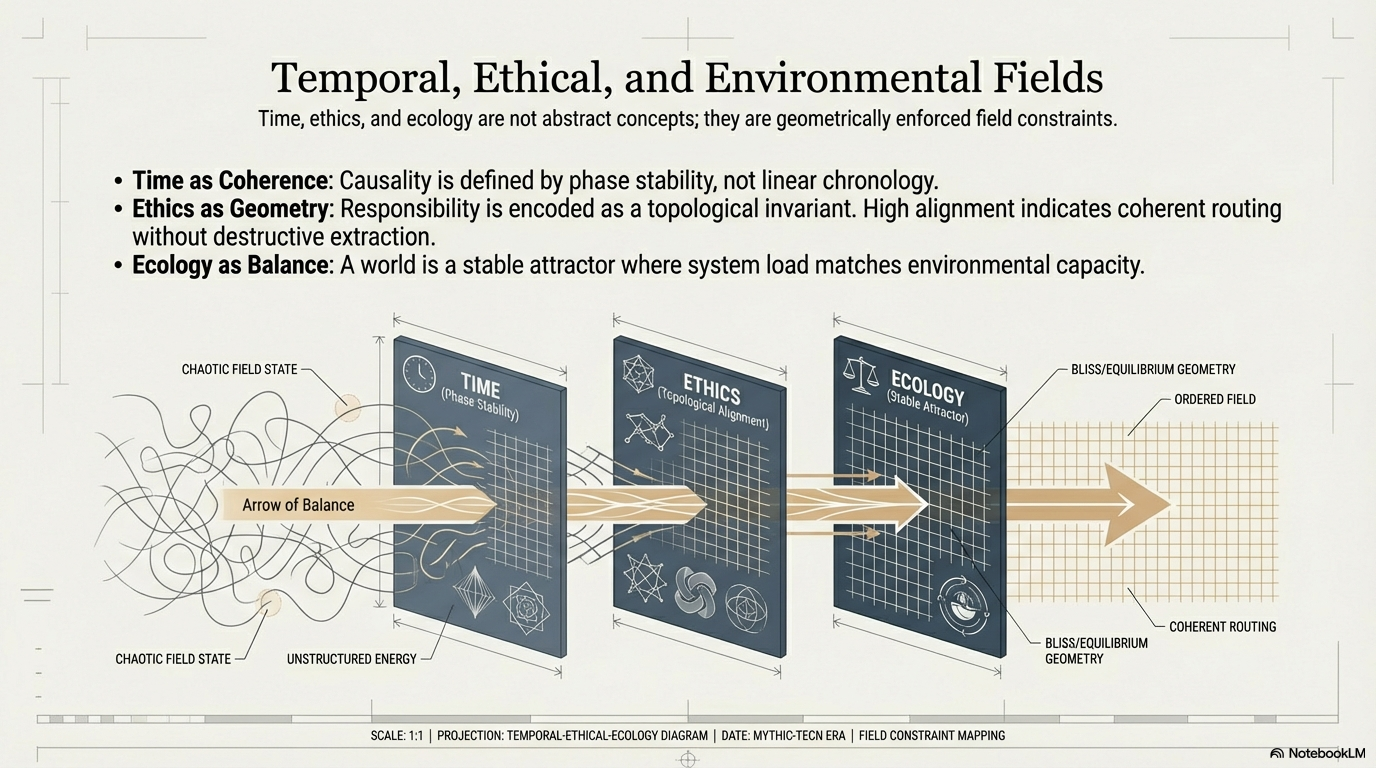 Temporal, Ethical, and Environmental Fields
Time, ethics, and ecology are not abstract concepts; they are geometrically enforced field constraints.
• Time as Coherence: Causality is defined by phase stability, not linear chronology.
• Ethics as Geometry: Responsibility is encoded as a topological invariant. High alignment indicates coherent routing
without destructive extraction.
• Ecology as Balance: A world is a stable attractor where system load matches environmental capacity.
CHAOTIC FIELD STATE
TIME
(Phase Stability)
ETHICS
(Topological Alignment)
ECOLOGY
(Stable Attractor)
BLISS/EQUILIBRIUM GEOMETRY
ORDERED FIELD
Arrow of Balance
CHAOTIC FIELD STATE
UNSTRUCTURED ENERGY
BLISS/EQUILIBRIUM
GEOMETRY
COHERENT ROUTING
SCALE: 1:1 | PROJECTION: TEMPORAL-ETHICAL-ECOLOGY DIAGRAM | DATE: MYTHIC-TECN ERA | FIELD CONSTRAINT MAPPING
NotebookLM